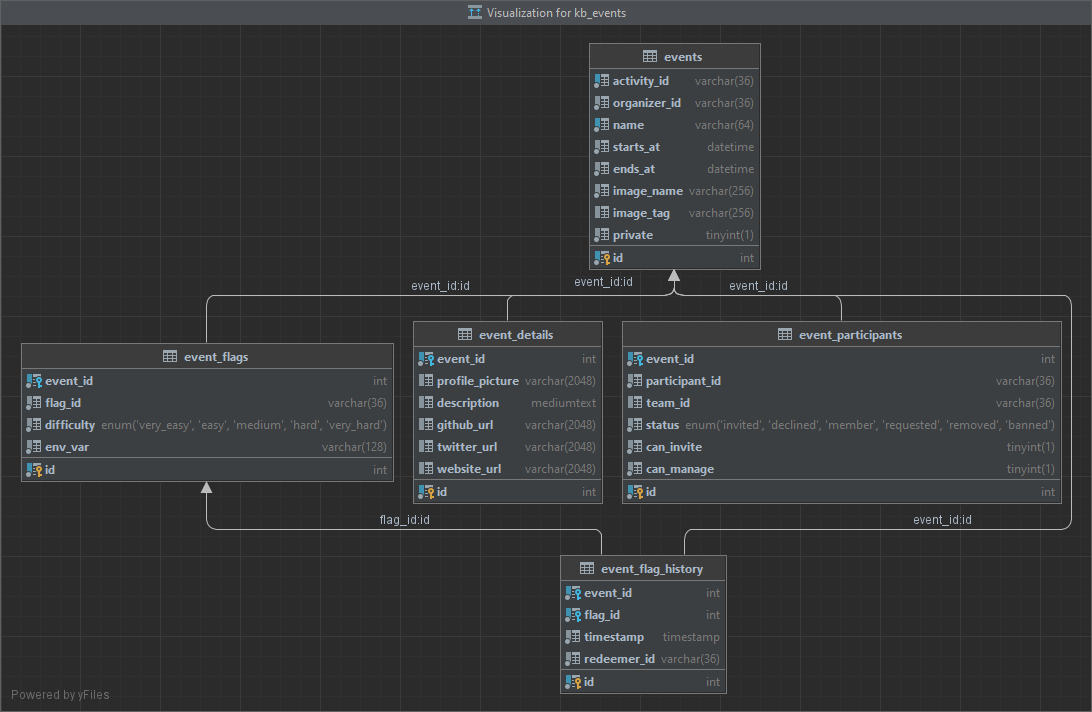 Visualization for kb_events
events
activity_id varchar(36)
organizer_id varchar(36)
name varchar(64)
starts_at datetime
ends_at datetime
image_name varchar(256)
image_tag varchar(256)
private tinyint(1)
id int
event_id:id
event_id:id
event_id:id
event_flags
event_id int
flag_id varchar(36)
difficulty enum('very_easy', 'easy', 'medium', 'hard', 'very_hard')
env_var varchar(128)
id int
event_details
event_id int
profile_picture varchar(2048)
description mediumtext
github_url varchar(2048)
twitter_url varchar(2048)
website_url varchar(2048)
id int
event_participants
event_id int
participant_id varchar(36)
team_id varchar(36)
status enum('invited', 'declined', 'member', 'requested', 'removed', 'banned')
can_invite tinyint(1)
can_manage tinyint(1)
id int
flag_id:id
event_id:id
event_flag_history
event_id int
flag_id int
timestamp timestamp
redeemer_id varchar(36)
id int
Powered by yFiles